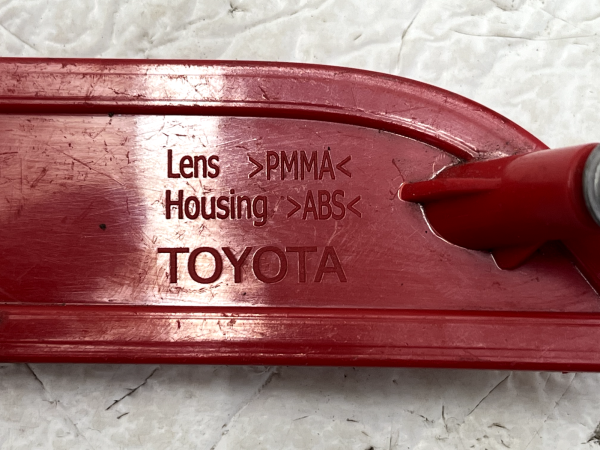 Lens >PMMA<
Housing >ABS<
TOYOTA